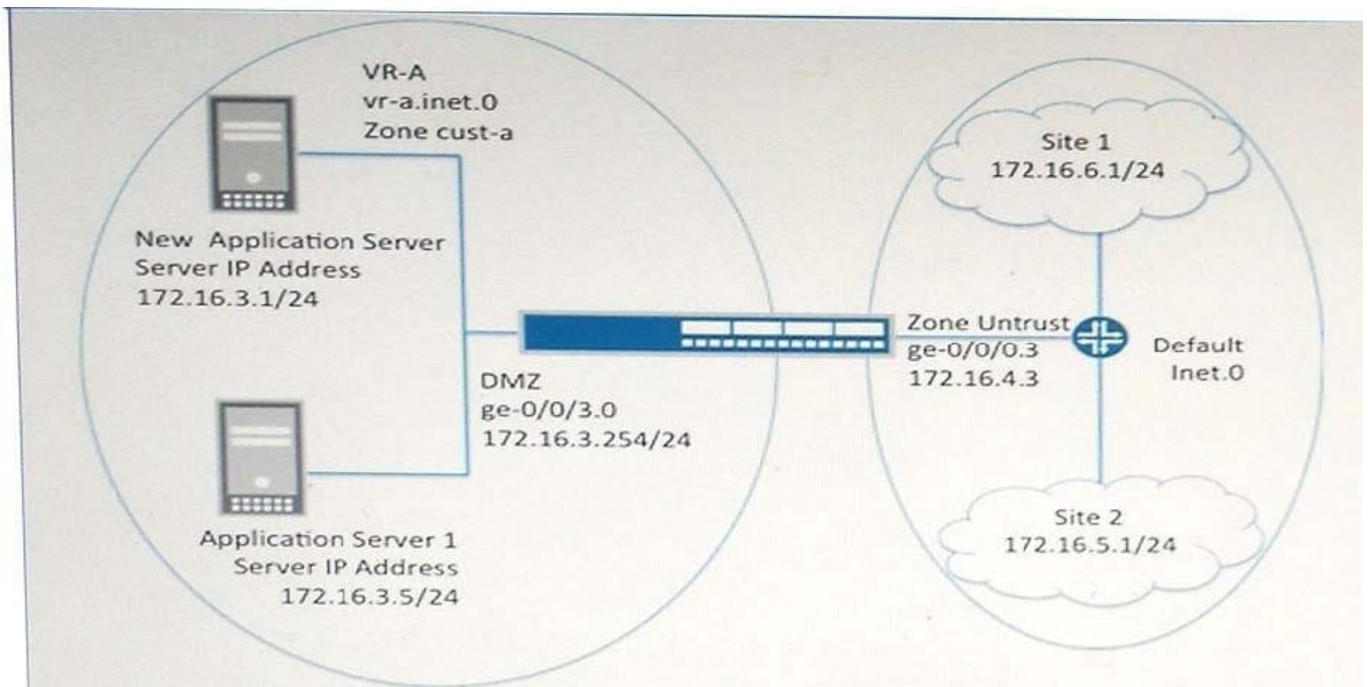 VR-A
vr-a.inet.0
Zone cust-a
New Application Server
Server IP Address
172.16.3.1/24
DMZ
ge-0/0/3.0
172.16.3.254/24
Application Server 1
Server IP Address
172.16.3.5/24
Zone Untrust
ge-0/0/0.3
172.16.4.3
Site 1
172.16.6.1/24
Default
Inet.0
Site 2
172.16.5.1/24